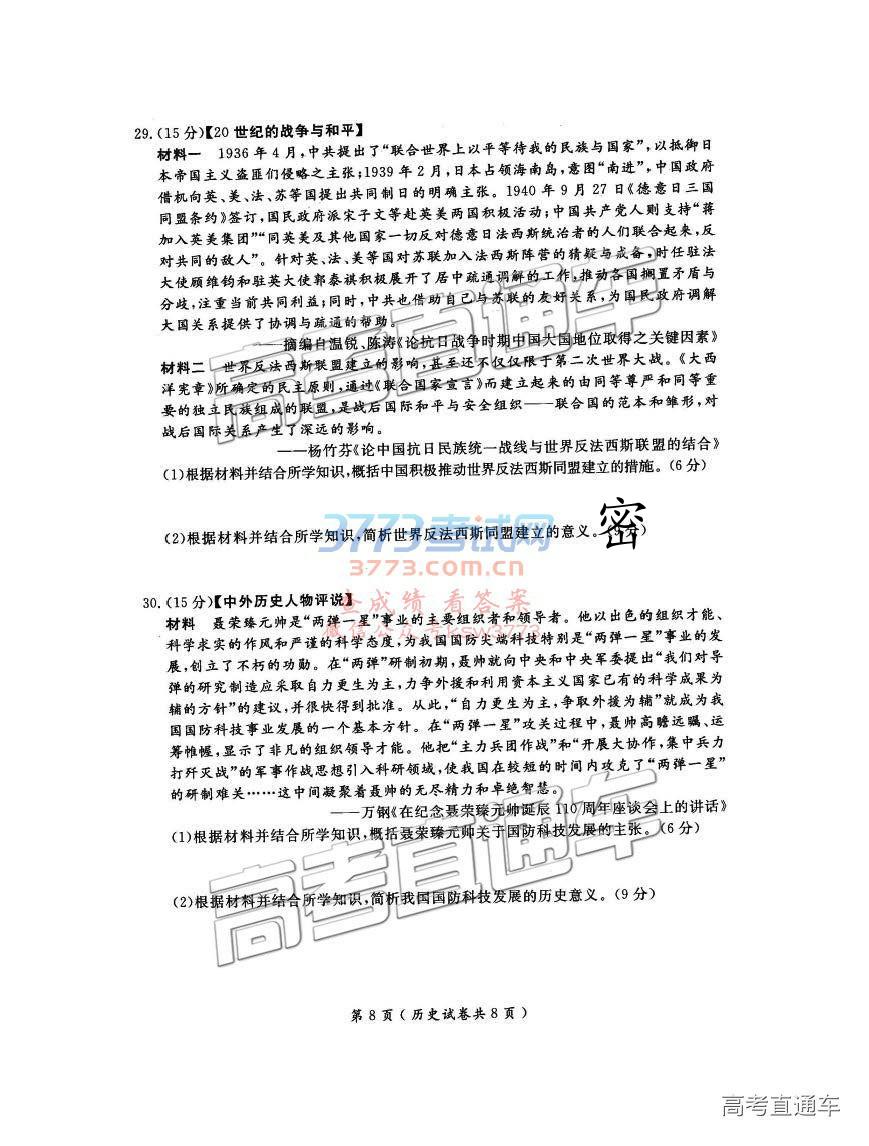 29.(15 分)【20 世纪的战争与和平】
材料一 1936 年 4 月,中共提出了“联合世界上以平等待我的民族与国家”,以抵御日
本帝国主义盗匪们侵略之主张;1939 年 2 月,日本占领海南岛,意图“南进”,中国政府
借机向英、美、法、苏等国提出共同制日的明确主张。1940 年 9 月 27 日《德意日三国
同盟条约》签订,国民政府派宋子文等赴英美两国积极活动;中国共产党人则支持“蒋
加入英美集团”“同英美及其他国家一切反对德意日法西斯统治者的人们联合起来,反
对共同的敌人”。针对英、法、美等国对苏联加入法西斯阵营的猜疑与戒备,时任驻法
大使顾维钧和驻英大使郭泰祺积极展开了居中疏通调解的工作,推动各国搁置矛盾与
分歧,注重当前共同利益;同时,中共也借助自己与苏联的友好关系,为国民政府调解
大国关系提供了协调与疏通的帮助。
——摘编自温锐、陈涛《论抗日战争时期中国大国地位取得之关键因素》
材料二 世界反法西斯联盟建立的影响,甚至还不仅仅限于第二次世界大战。《大西
洋宪章》所确定的民主原则,通过《联合国家宣言》而建立起来的由同等尊严和同等重
要的独立民族组成的联盟,是战后国际和平与安全组织——联合国的范本和雏形,对
战后国际关系产生了深远的影响。
——杨竹芬《论中国抗日民族统一战线与世界反法西斯联盟的结合》
(1)根据材料并结合所学知识,概括中国积极推动世界反法西斯同盟建立的措施。(6 分)
(2)根据材料并结合所学知识,简析世界反法西斯同盟建立的意义。(9 分)
密
3773考试网
3773.com.cn
查成绩 看答案
微信公众号ksw3773
30.(15 分)【中外历史人物评说】
材料 聂荣臻元帅是“两弹一星”事业的主要组织者和领导者。他以出色的组织才能、
科学求实的作风和严谨的科学态度,为我国国防尖端科技特别是“两弹一星”事业的发
展,创立了不朽的功勋。在“两弹”研制初期,聂帅就向中央和中央军委提出“我们对导
弹的研究制造应采取自力更生为主,力争外援和利用资本主义国家已有的科学成果为
辅的方针”的建议,并很快得到批准。从此,“自力更生为主,争取外援为辅”就成为我
国国防科技事业发展的一个基本方针。在“两弹一星”攻关过程中,聂帅高瞻远瞩、运
筹帷幄,显示了非凡的组织领导才能。他把“主力兵团作战”和“开展大协作,集中兵力
打歼灭战”的军事作战思想引入科研领域,使我国在较短的时间内攻克了“两弹一星”
的研制难关……这中间凝聚着聂帅的无尽精力和卓绝智慧。
——万钢《在纪念聂荣臻元帅诞辰 110 周年座谈会上的讲话》
(1)根据材料并结合所学知识,概括聂荣臻元帅关于国防科技发展的主张。(6 分)
(2)根据材料并结合所学知识,简析我国国防科技发展的历史意义。(9 分)
高考直通车
高考直通车
第 8 页(历史试卷共 8 页)
高考直通车